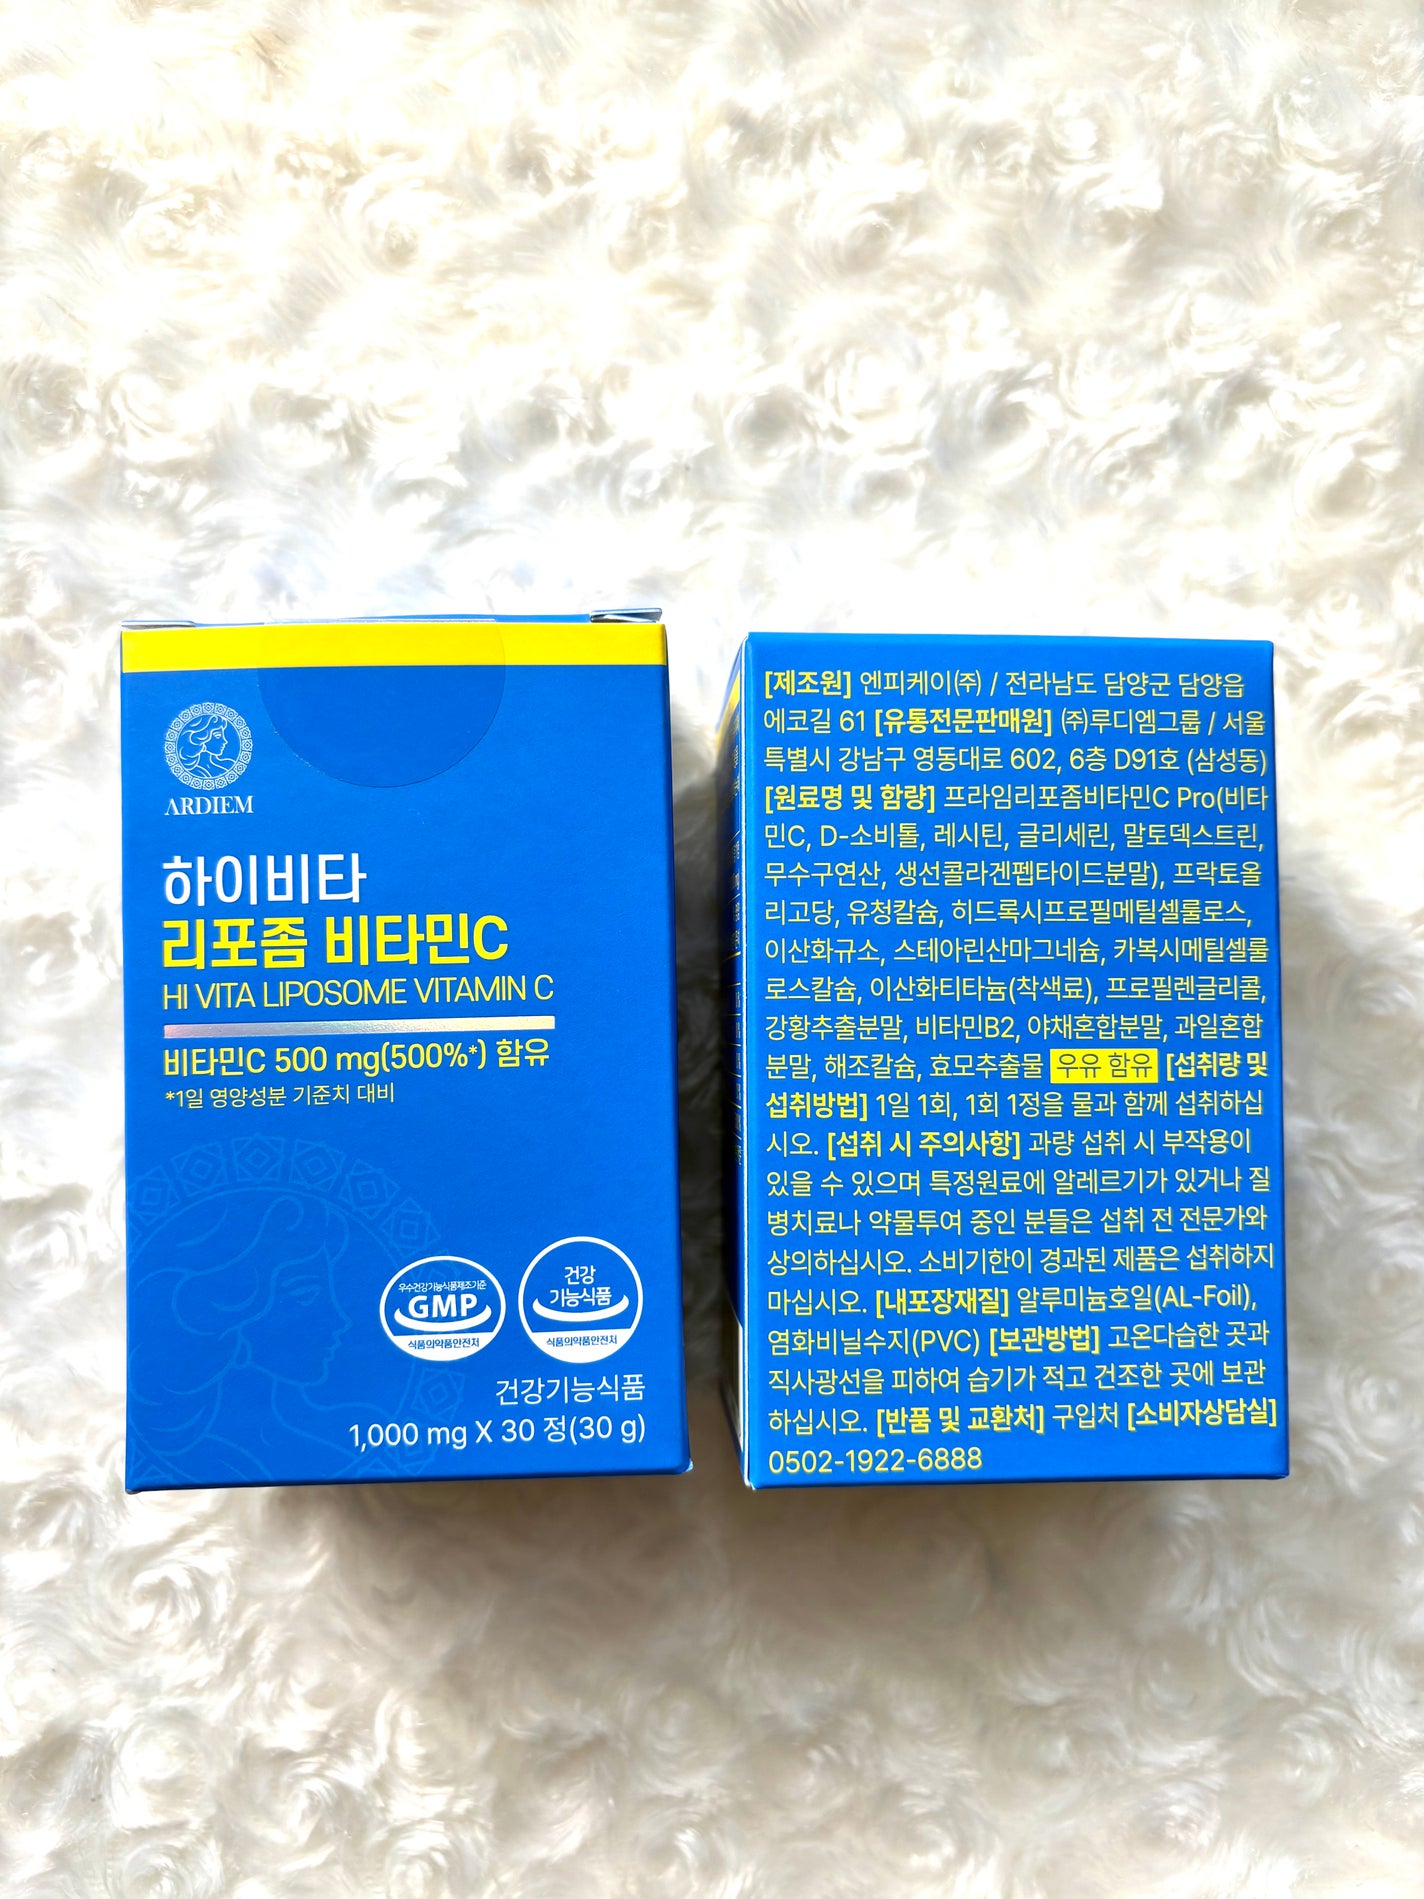 ARDIEM
하이비타
리포좀 비타민C
HI VITA LIPOSOME VITAMIN C
비타민C 500 mg(500%*) 함유
*1일 영양성분 기준치 대비
우수건강기능식품제조기준
GMP
식품의약품안전처
건강
기능식품
식품의약품안전처
건강기능식품
1,000 mg X 30 정(30 g)
[제조원] 엔피케이㈜ / 전라남도 담양군 담양읍
에코길 61 [유통전문판매원] ㈜루디엠그룹 / 서울
특별시 강남구 영동대로 602, 6층 D91호 (삼성동)
[원료명 및 함량] 프라임리포좀비타민C Pro(비타
민C, D-소비톨, 레시틴, 글리세린, 말토덱스트린,
무수구연산, 생선콜라겐펩타이드분말), 프락토올
리고당, 유청칼슘, 히드록시프로필메틸셀룰로스,
이산화규소, 스테아린산마그네슘, 카복시메틸셀룰
로스칼슘, 이산화티타늄(착색료), 프로필렌글리콜,
강황추출분말, 비타민B2, 야채혼합분말, 과일혼합
분말, 해조칼슘, 효모추출물 우유 함유 [섭취량 및
섭취방법] 1일 1회, 1회 1정을 물과 함께 섭취하십
시오. [섭취 시 주의사항] 과량 섭취 시 부작용이
있을 수 있으며 특정원료에 알레르기가 있거나 질
병치료나 약물투여 중인 분들은 섭취 전 전문가와
상의하십시오. 소비기한이 경과된 제품은 섭취하지
마십시오. [내포장재질] 알루미늄호일(AL-Foil),
염화비닐수지(PVC) [보관방법] 고온다습한 곳과
직사광선을 피하여 습기가 적고 건조한 곳에 보관
하십시오. [반품 및 교환처] 구입처 [소비자상담실]
0502-1922-6888